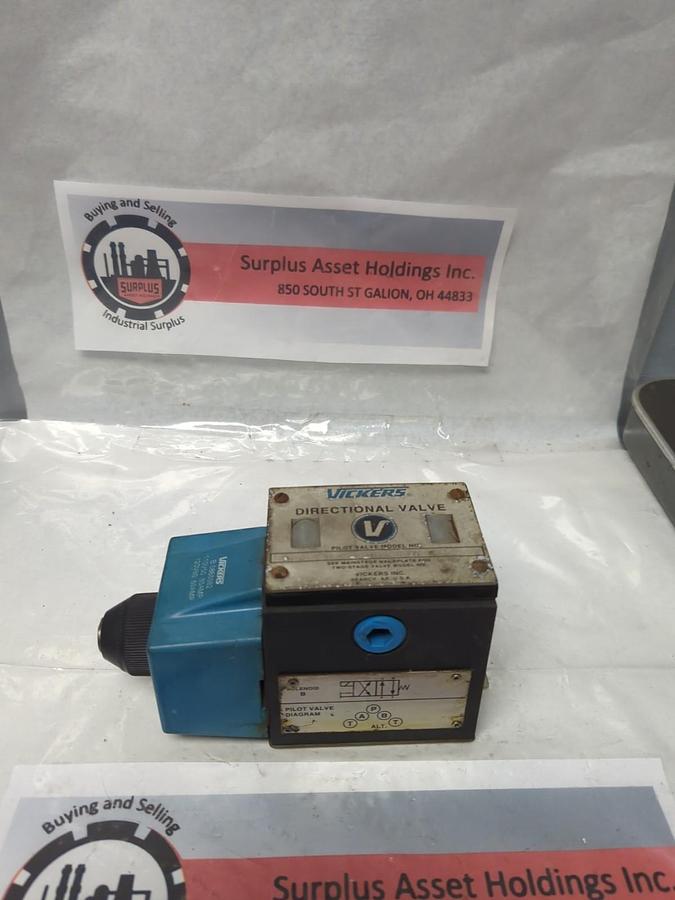 Buying and Selling
SURPLUS
Industrial Surplus
Surplus Asset Holdings Inc.
850 SOUTH ST GALION, OH 44833
VICKERS
DIRECTIONAL VALVE
V
PILOT VALVE MODEL NO.
SEE MAINSTAGE NAMEPLATE FOR
TWO-STAGE VALVE MODEL NO.
VICKERS INC.
SEARCY, AR. U.S.A.
VICKERS
SOLENOID
B
PILOT VALVE
DIAGRAM
P
T A B T
ALT.
Buying and Selling
Surplus Asset Holdings Inc.